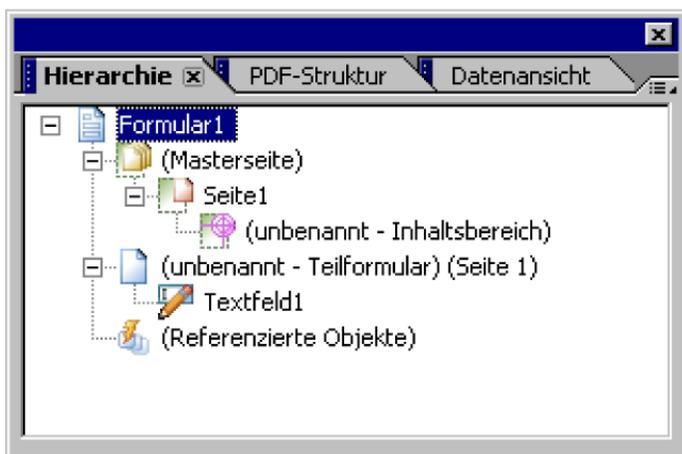 Hierarchie PDF-Struktur Datenansicht
Formular1
(Masterseite)
Seite1
(unbenannt - Inhaltsbereich)
(unbenannt - Teilformular) (Seite 1)
Textfeld1
(Referenzierte Objekte)